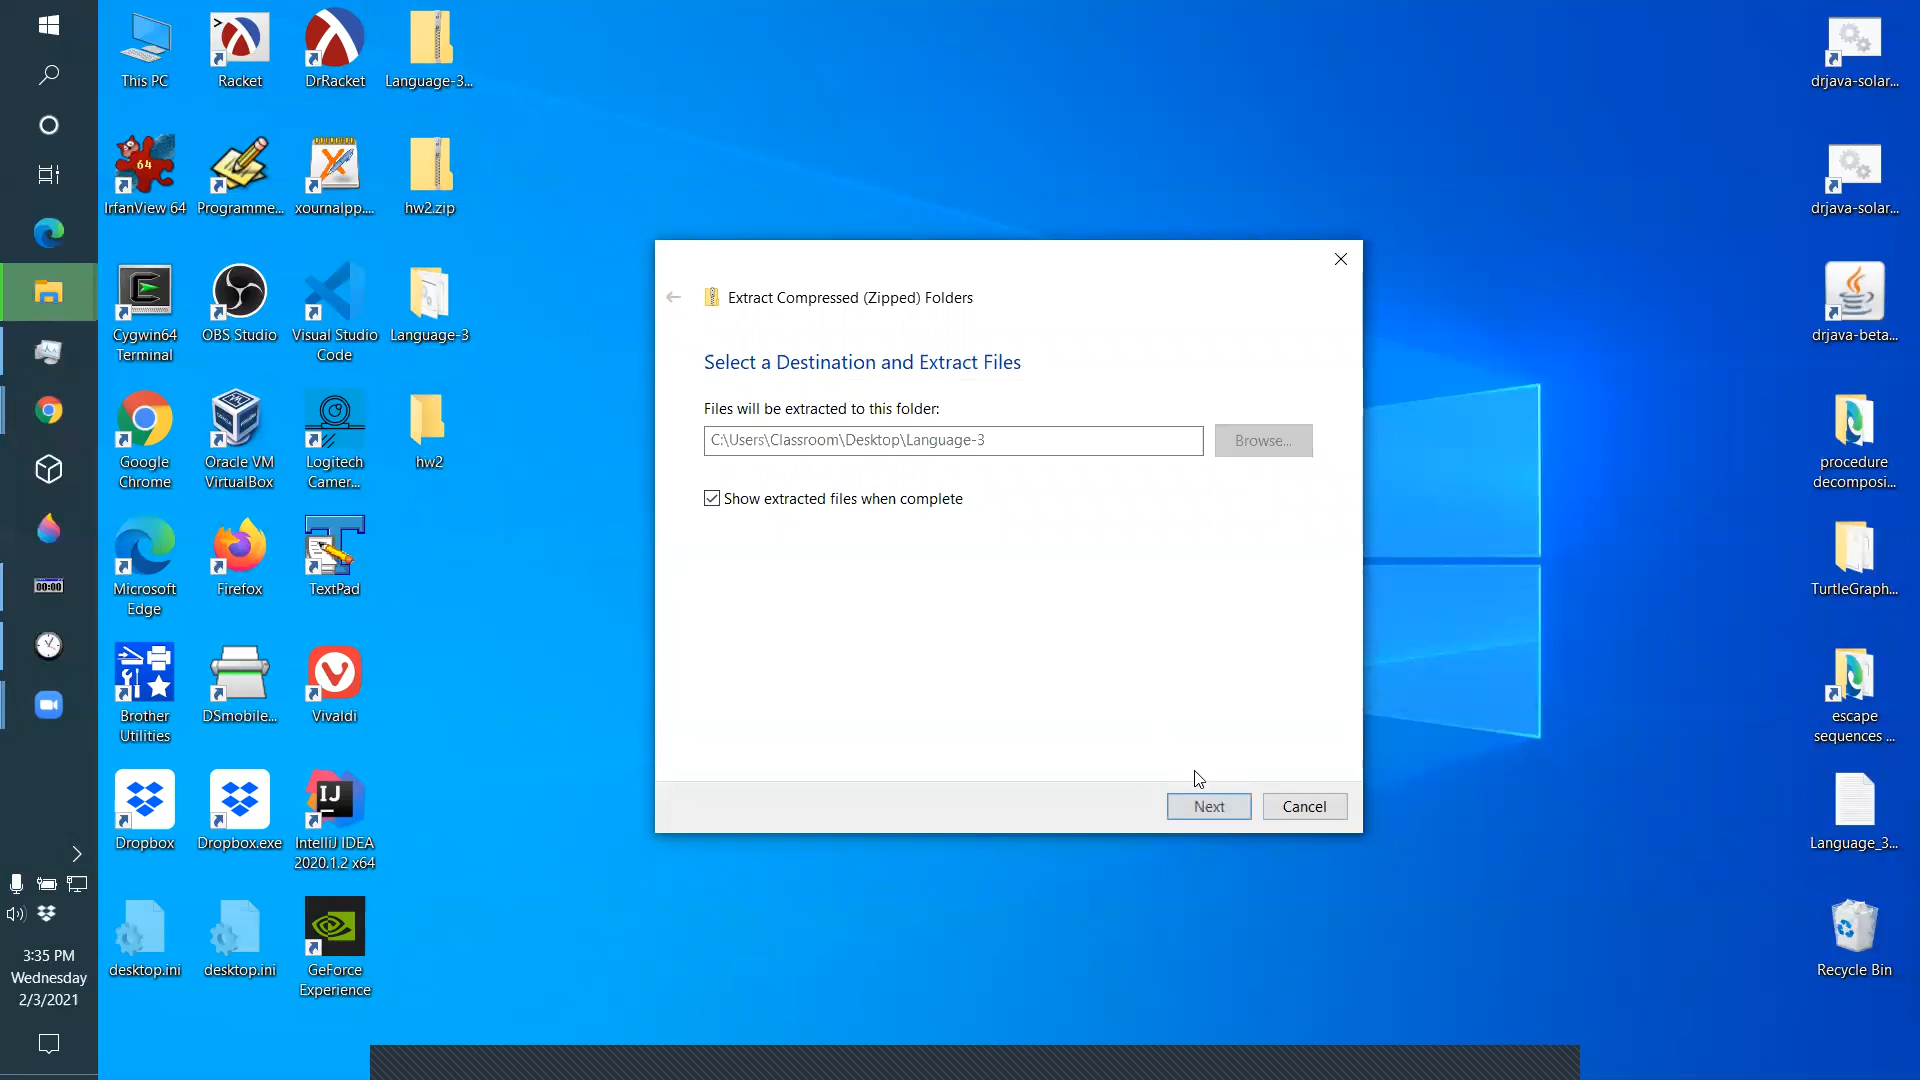 This PC
Racket
DrRacket
Language-3...
IrfanView 64
Programme...
xournalpp....
hw2.zip
Cygwin64
Terminal
OBS Studio
Visual Studio
Code
Language-3
Google
Chrome
Oracle VM
VirtualBox
Logitech
Camer...
hw2
Microsoft
Edge
Firefox
TextPad
Brother
Utilities
DSmobile...
Vivaldi
Dropbox
Dropbox.exe
IntelliJ IDEA
2020.1.2 x64
desktop.ini
desktop.ini
GeForce
Experience
64
IJ
00:00
3:35 PM
Wednesday
2/3/2021
Extract Compressed (Zipped) Folders
Select a Destination and Extract Files
Files will be extracted to this folder:
C:\Users\Classroom\Desktop\Language-3
Browse...
Show extracted files when complete
Next
Cancel
drjava-solar...
drjava-solar...
drjava-beta...
procedure
decomposi...
TurtleGraph...
escape
sequences ...
Language_3...
Recycle Bin